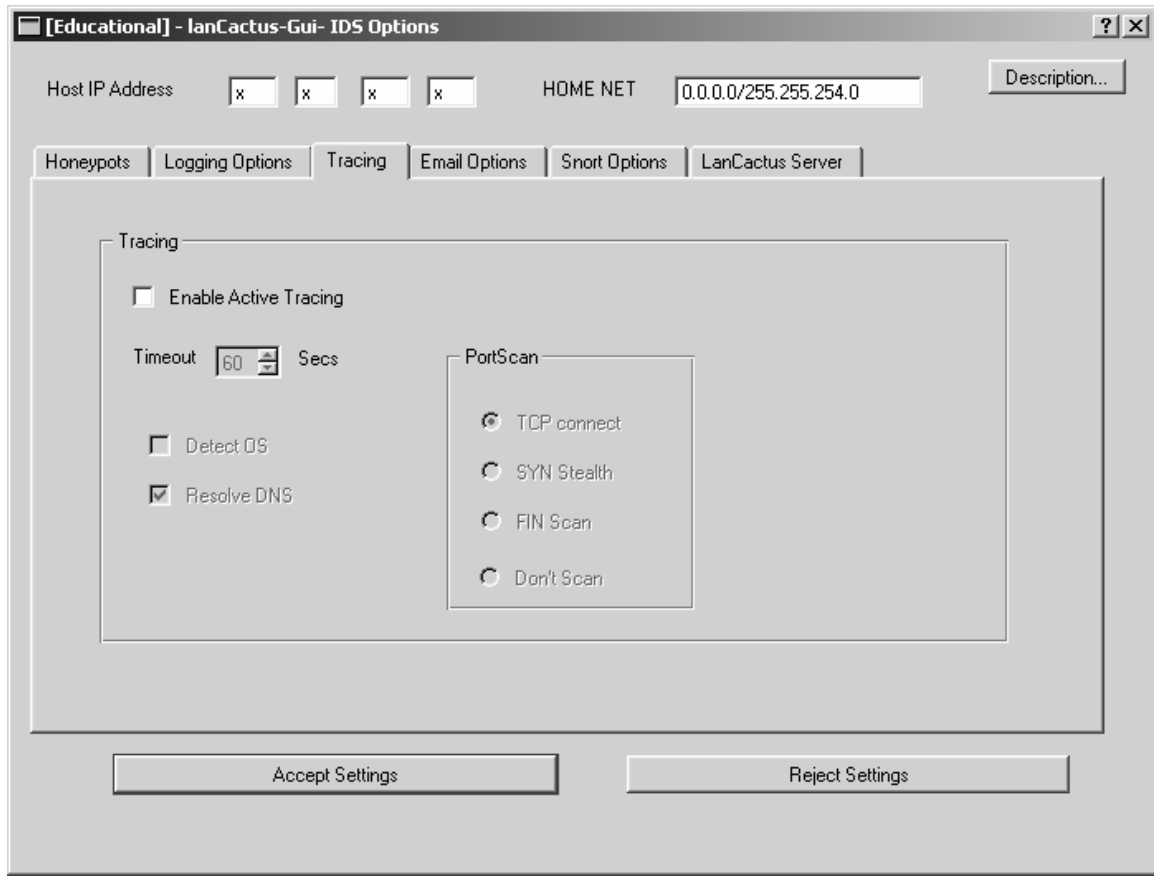 [Educational] - lanCactus-Gui- IDS Options
Host IP Address x x x x HOME NET 0.0.0.0/255.255.254.0 Description...
Honeypots Logging Options Tracing Email Options Snort Options LanCactus Server
Tracing
Enable Active Tracing
Timeout 60 Secs PortScan
TCP connect
Detect OS
SYN Stealth
Resolve DNS
FIN Scan
Don't Scan
Accept Settings Reject Settings